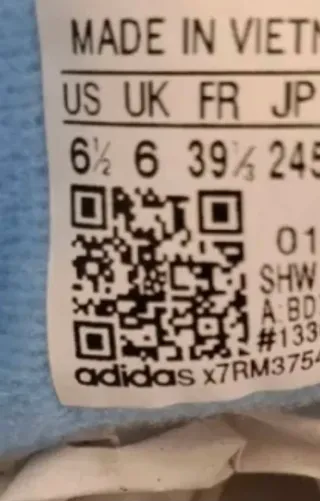 MADE IN VIETN
US UK FR JP
6½ 6 39⅓ 245
01
SHW
A:BD
#133
adidas x7RM3754